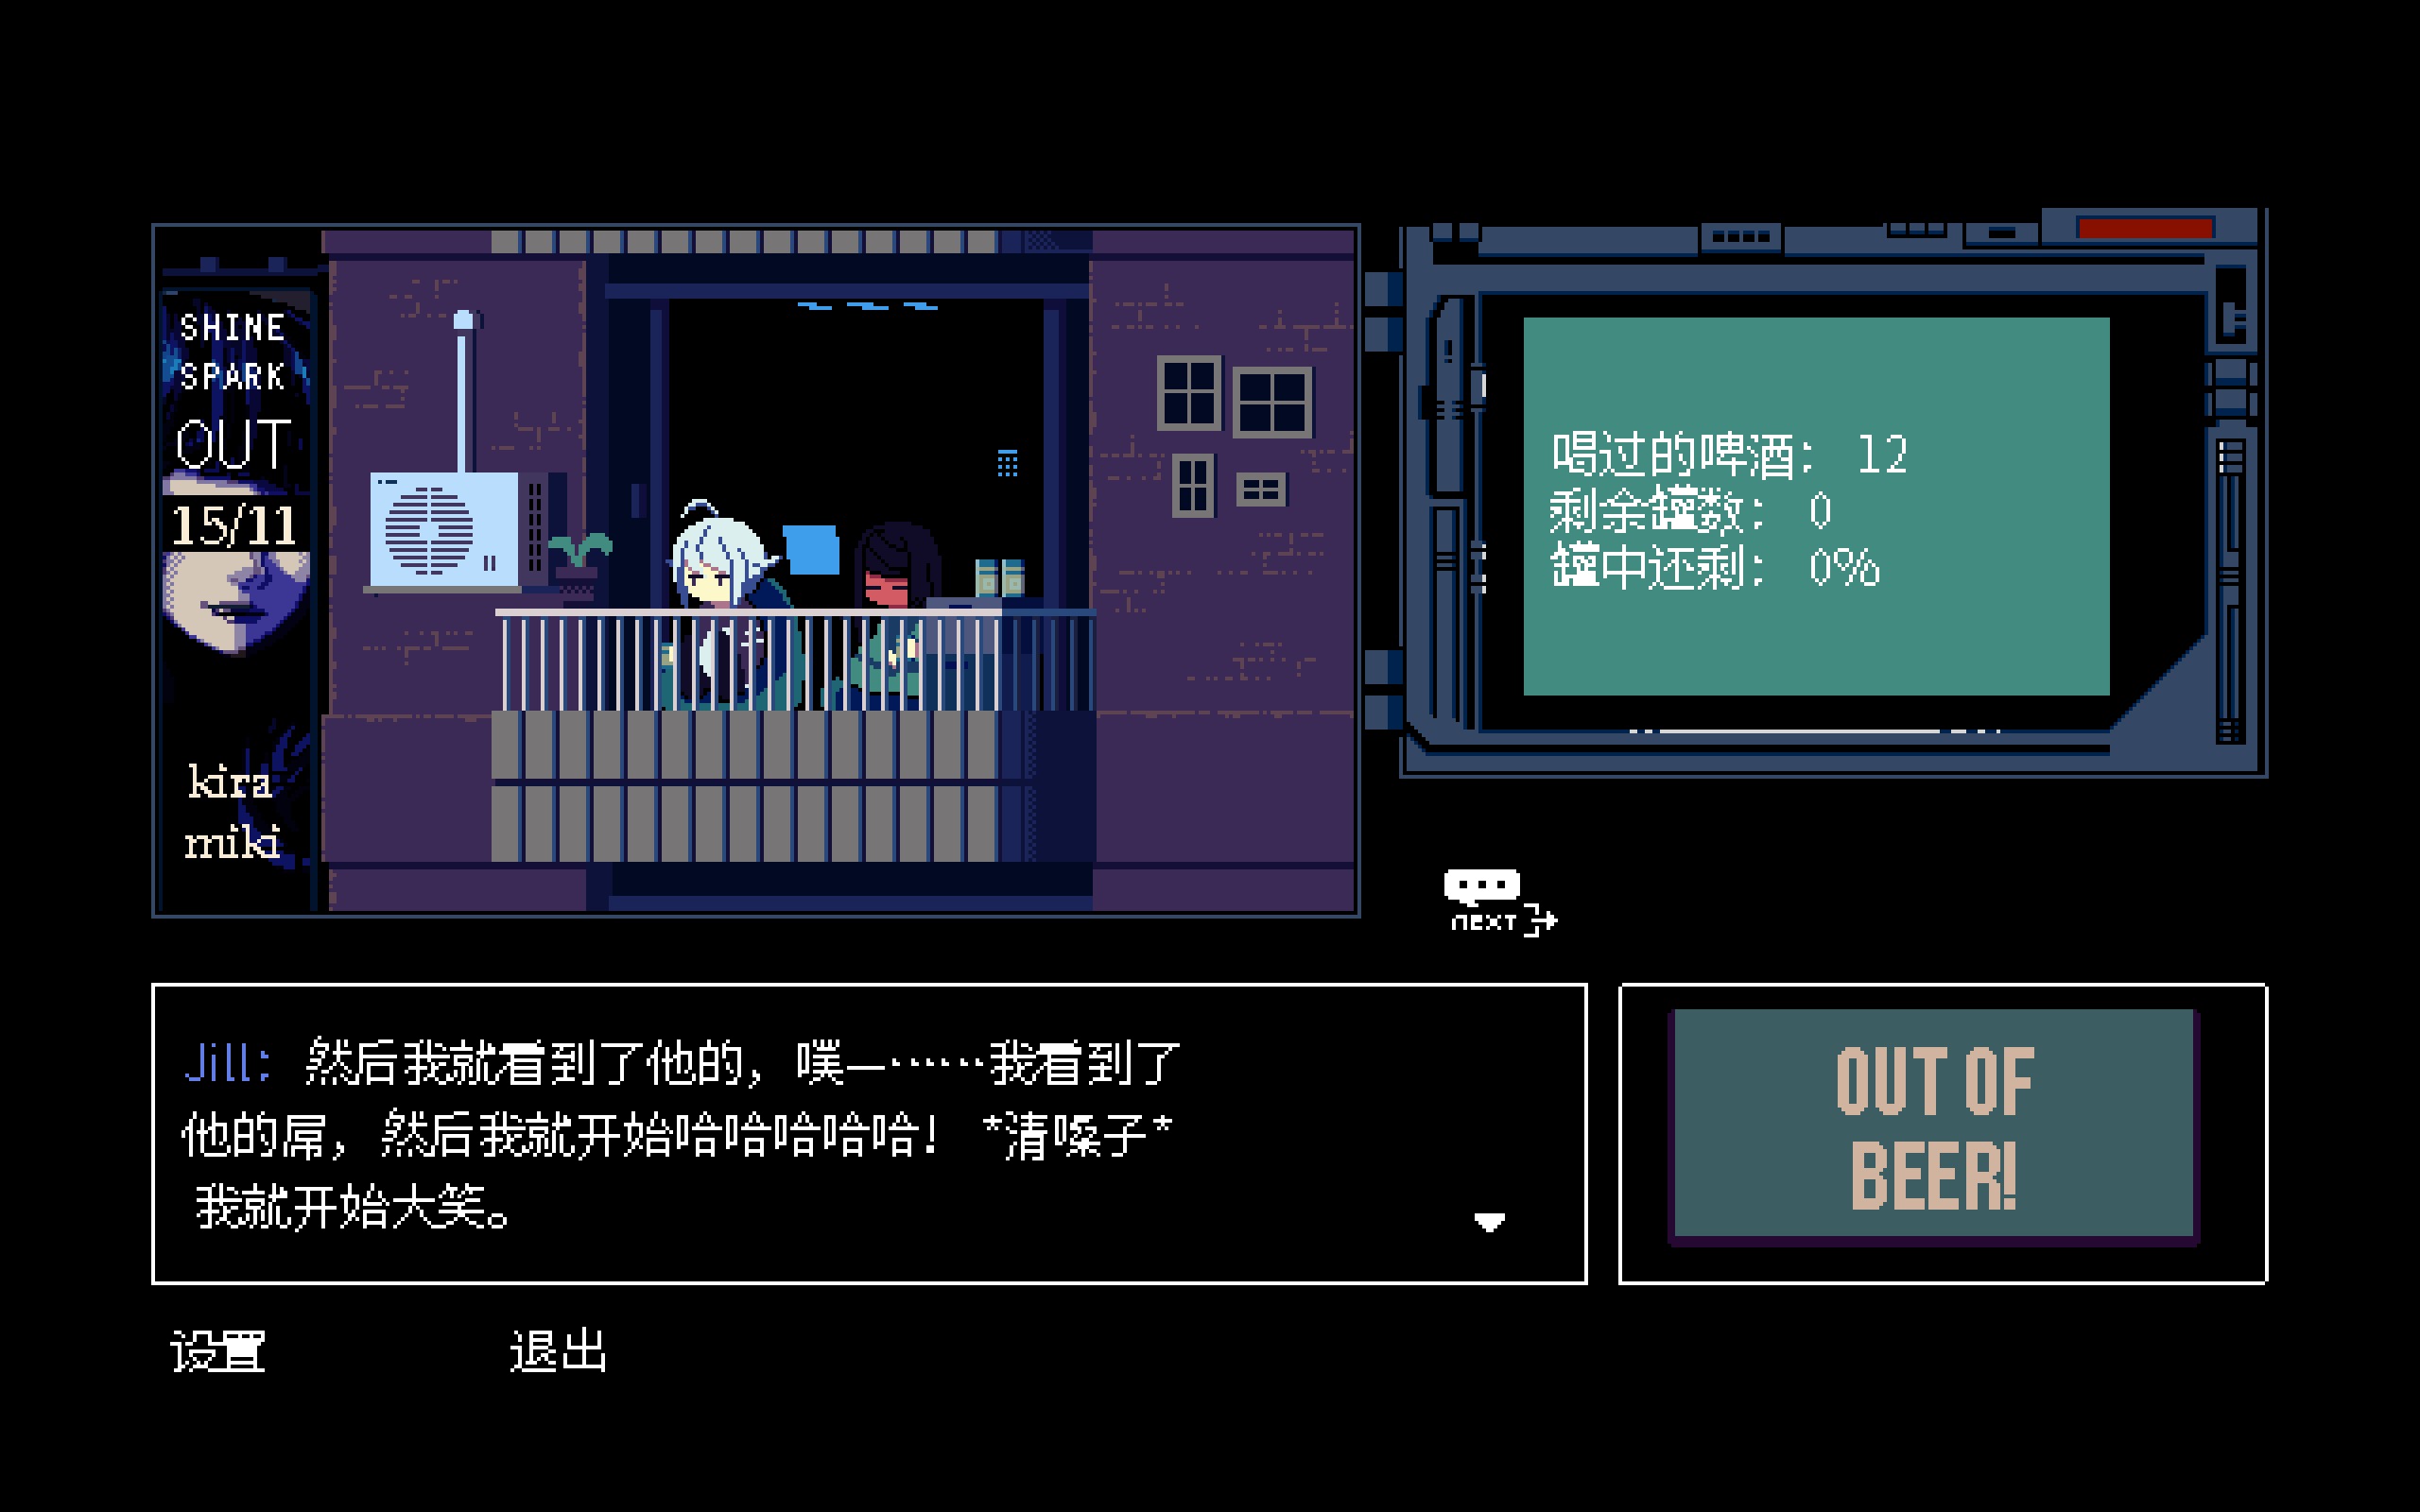 SHINE
SPARK
OUT
15/11
kira
miki
喝过的啤酒: 12
剩余罐数: 0
罐中还剩: 0%
NEXT
Jill: 然后我就看到了他的, 噗—……我看到了
他的屌, 然后我就开始哈哈哈哈哈! *清嗓子*
我就开始大笑。
OUT OF
BEER!
设置
退出